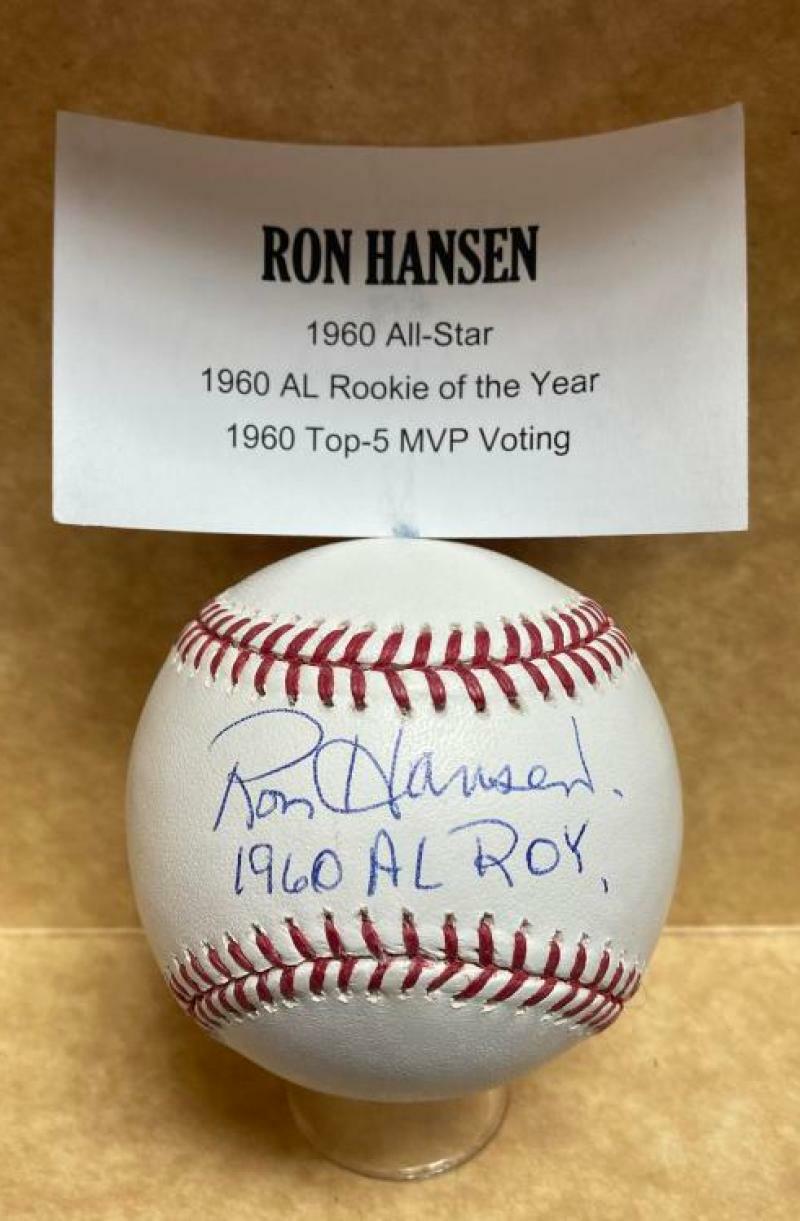 RON HANSEN
1960 All-Star
1960 AL Rookie of the Year
1960 Top-5 MVP Voting
Ron Hansen.
1960 AL ROY,